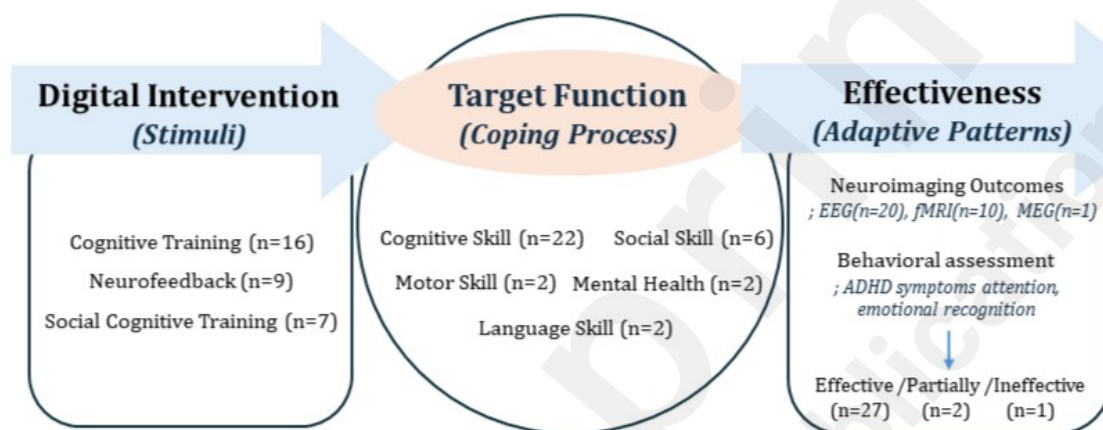 Digital Intervention
(Stimuli)
Cognitive Training (n=16)
Neurofeedback (n=9)
Social Cognitive Training (n=7)
Target Function
(Coping Process)
Cognitive Skill (n=22) Social Skill (n=6)
Motor Skill (n=2) Mental Health (n=2)
Language Skill (n=2)
Effectiveness
(Adaptive Patterns)
Neuroimaging Outcomes
; EEG(n=20), fMRI(n=10), MEG(n=1)
Behavioral assessment
; ADHD symptoms attention,
emotional recognition
Effective /Partially /Ineffective
(n=27) (n=2) (n=1)